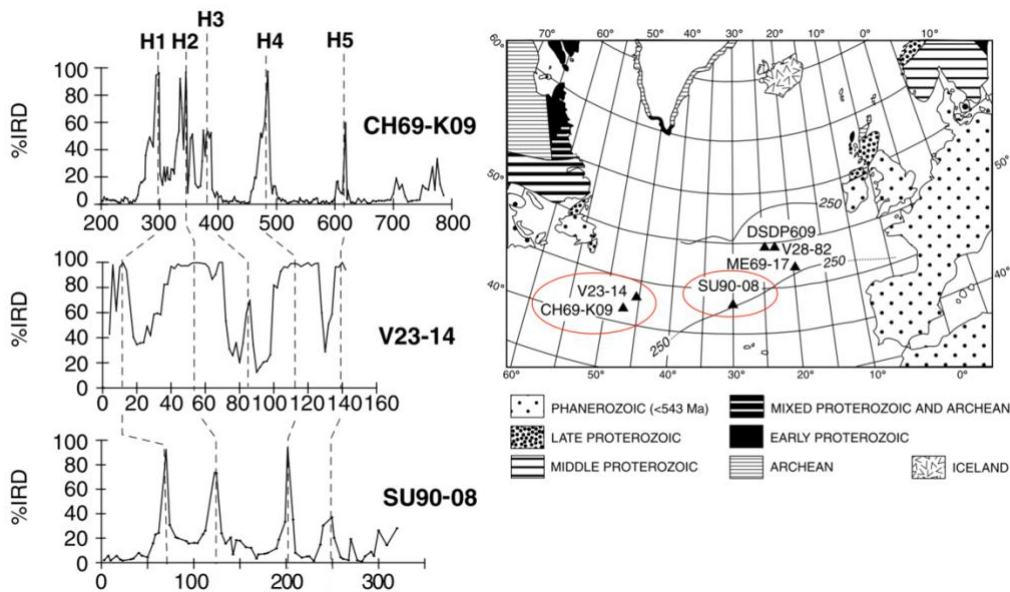 H1 H2 H3 H4 H5
%IRD
100
80
60
40
20
0
CH69-K09
200 300 400 500 600 700 800
100
80
60
40
20
0
V23-14
0 20 40 60 80 100 120 140 160
%IRD
100
80
60
40
20
0
SU90-08
0 100 200 300
70° 60° 50° 40° 30° 20° 10° 0° 10°
60°
50°
40°
50°
40°
250
DSDP609
V28-82
250
ME69-17
SU90-08
V23-14
CH69-K09
250
60° 50° 40° 30° 20° 10° 0°
PHANEROZOIC (<543 Ma)
MIXED PROTEROZOIC AND ARCHEAN
LATE PROTEROZOIC
EARLY PROTEROZOIC
MIDDLE PROTEROZOIC
ARCHEAN
ICELAND